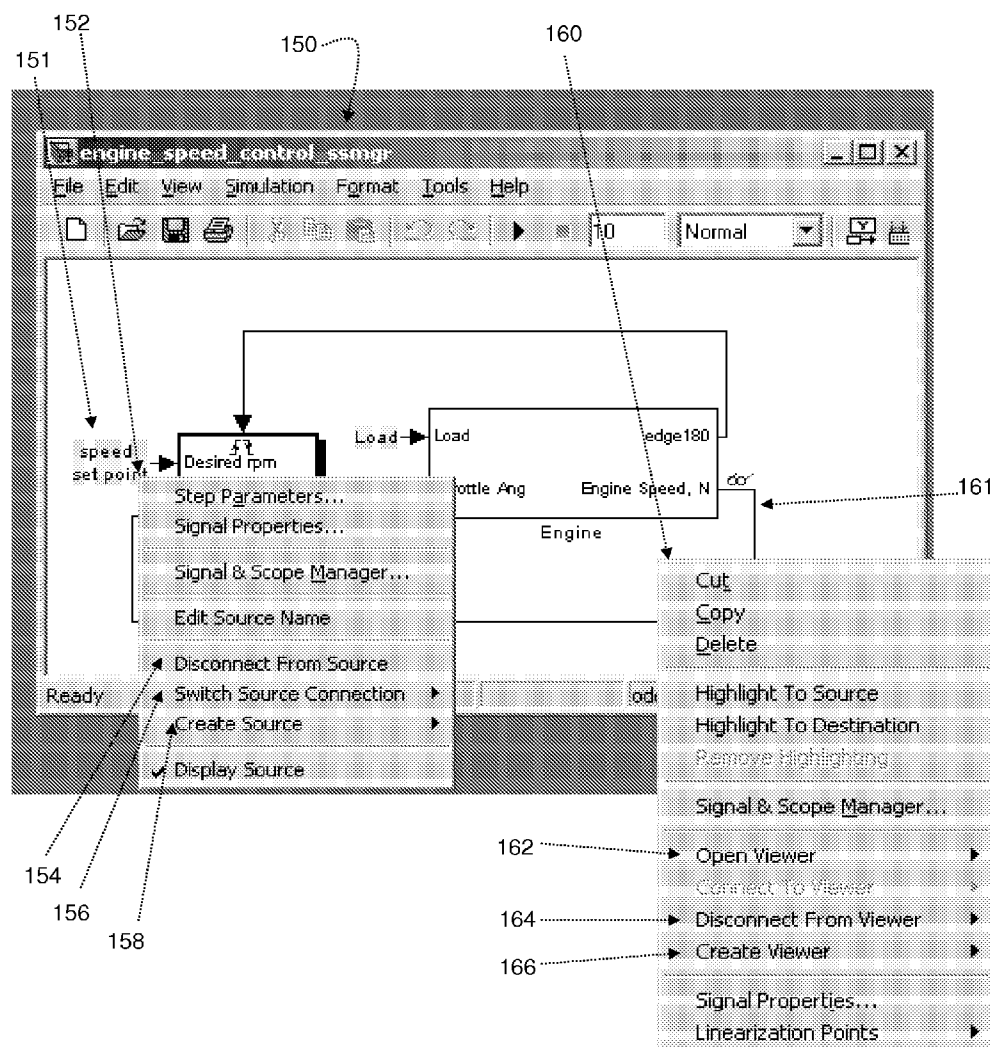 152
150
160
151
engine_speed_control_ssmgr
File Edit View Simulation Format Tools Help
10 Normal
speed
set point
Desired rpm
Load
Load
edge180
Engine Speed, N
Engine
161
Step Parameters...
Signal Properties...
Signal & Scope Manager...
Edit Source Name
Disconnect From Source
Switch Source Connection
Create Source
Display Source
Ready
154
156
158
Cut
Copy
Delete
Highlight To Source
Highlight To Destination
Remove Highlighting
Signal & Scope Manager...
162
Open Viewer
Connect To Viewer
164
Disconnect From Viewer
166
Create Viewer
Signal Properties...
Linearization Points